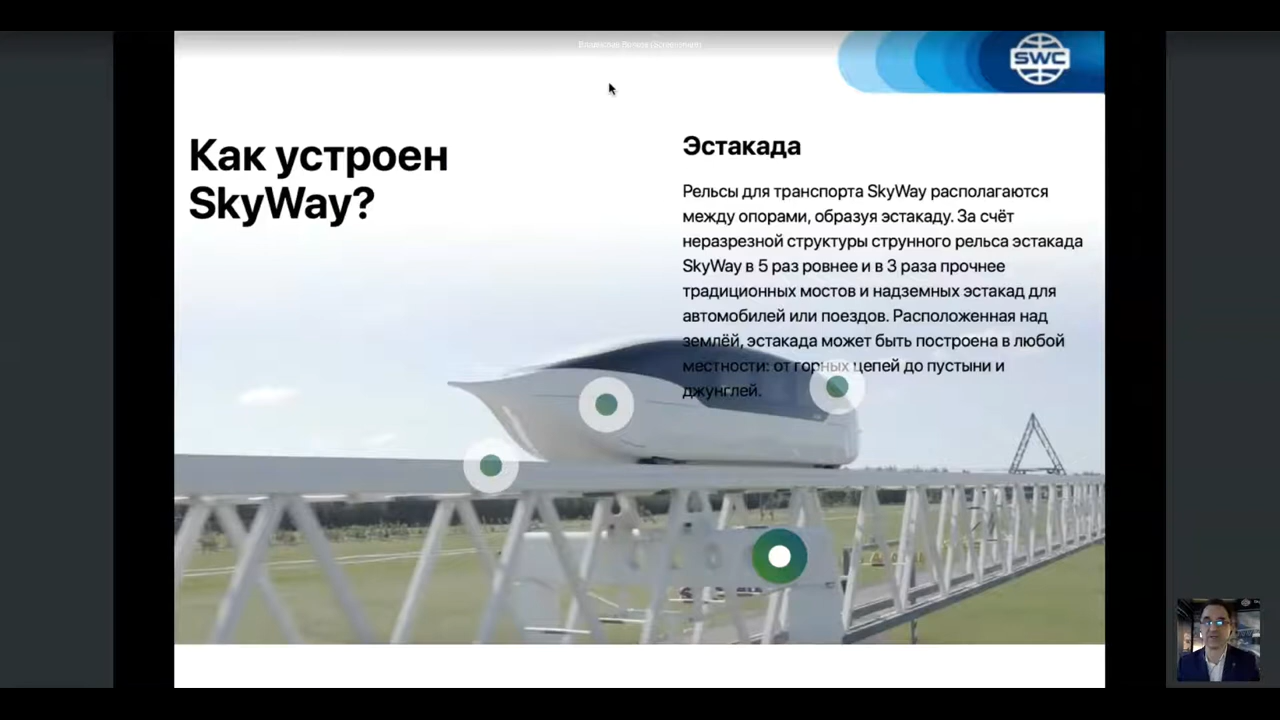 SWC
Как устроен
SkyWay?
Эстакада
Рельсы для транспорта SkyWay располагаются
между опорами, образуя эстакаду. За счёт
неразрезной структуры струнного рельса эстакада
SkyWay в 5 раз ровнее и в 3 раза прочнее
традиционных мостов и надземных эстакад для
автомобилей или поездов. Расположенная над
землёй, эстакада может быть построена в любой
местности: от горных цепей до пустыни и
джунглей.